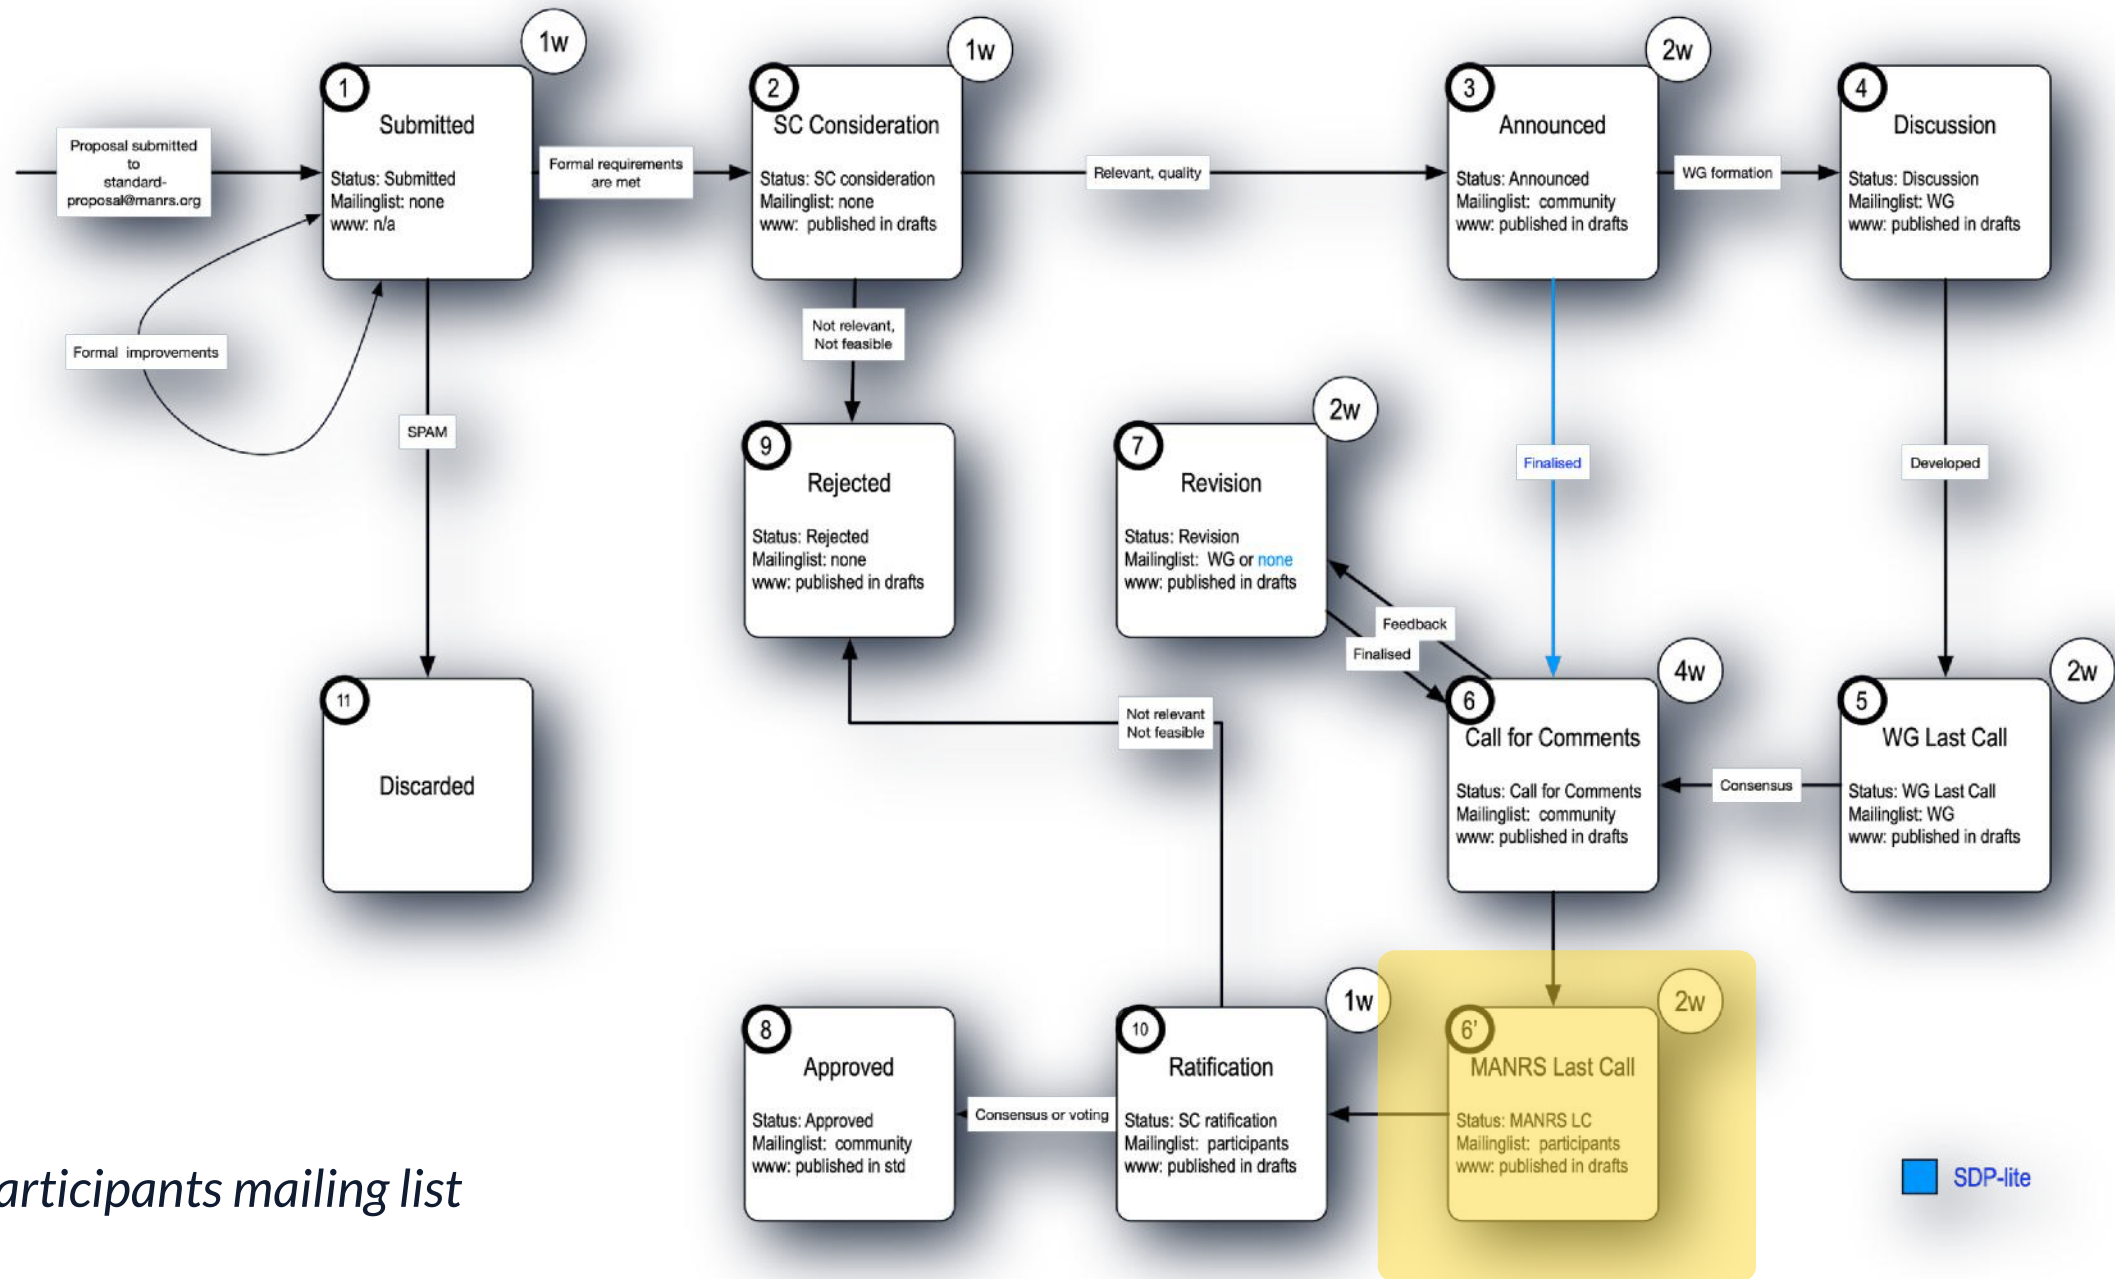 1w
1
Submitted
Status: Submitted
Mailinglist: none
www: n/a
Proposal submitted
to
standard-
proposal@manrs.org
Formal requirements
are met
1w
2
SC Consideration
Status: SC consideration
Mailinglist: none
www: published in drafts
Relevant, quality
2w
3
Announced
Status: Announced
Mailinglist: community
www: published in drafts
WG formation
4
Discussion
Status: Discussion
Mailinglist: WG
www: published in drafts
Formal improvements
SPAM
Not relevant,
Not feasible
9
Rejected
Status: Rejected
Mailinglist: none
www: published in drafts
2w
7
Revision
Status: Revision
Mailinglist: WG or none
www: published in drafts
Finalised
Developed
Feedback
Finalised
11
Discarded
Not relevant
Not feasible
4w
6
Call for Comments
Status: Call for Comments
Mailinglist: community
www: published in drafts
Consensus
2w
5
WG Last Call
Status: WG Last Call
Mailinglist: WG
www: published in drafts
8
Approved
Status: Approved
Mailinglist: community
www: published in std
Consensus or voting
1w
10
Ratification
Status: SC ratification
Mailinglist: participants
www: published in drafts
2w
6'
MANRS Last Call
Status: MANRS LC
Mailinglist: participants
www: published in drafts
articipants mailing list
SDP-lite